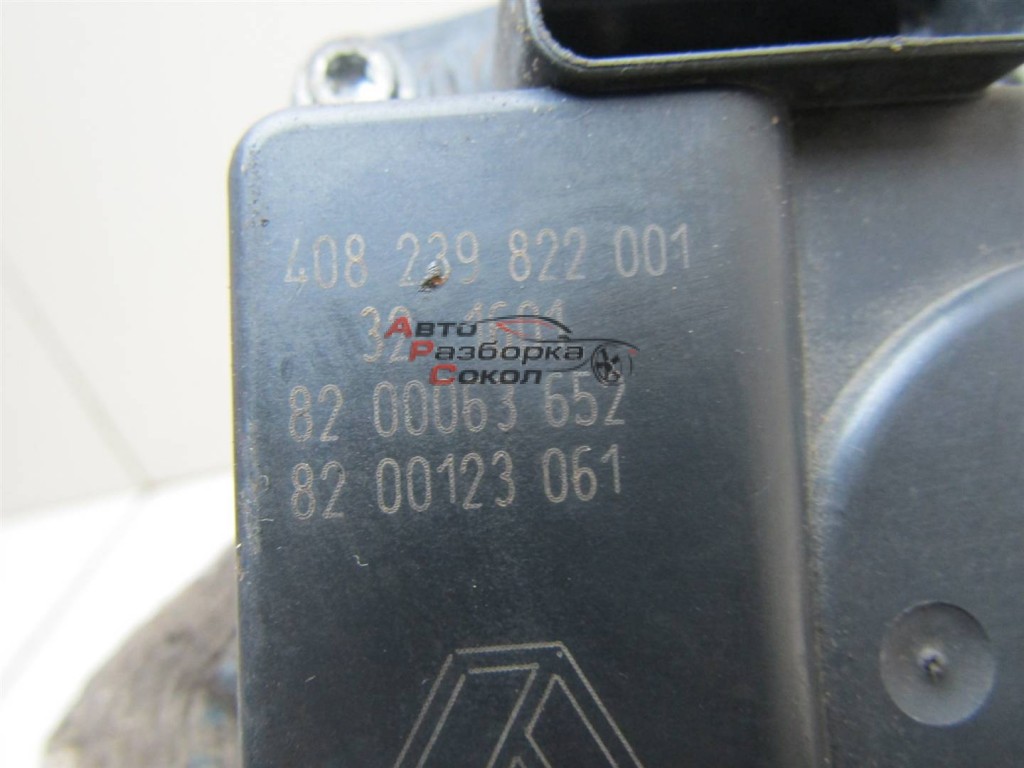 408 239 822 001
82 00063 652
82 00123 061
Авто
Разборка
Сокол